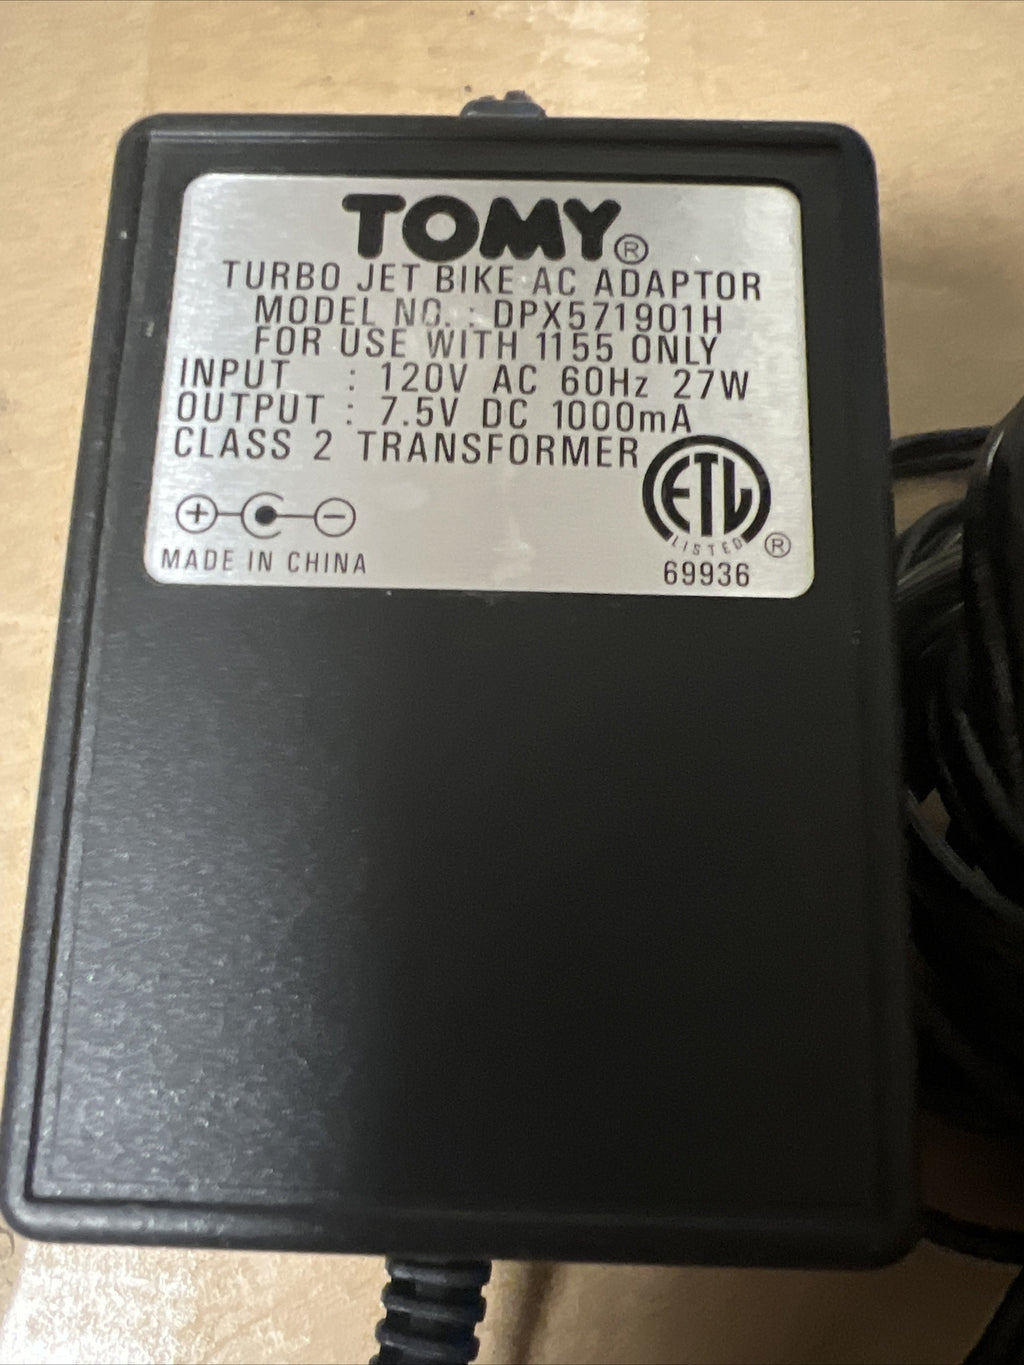 TOMY®
TURBO JET BIKE AC ADAPTOR
MODEL NO. : DPX571901H
FOR USE WITH 1155 ONLY
INPUT : 120V AC 60Hz 27W
OUTPUT : 7.5V DC 1000mA
CLASS 2 TRANSFORMER
ETL
LISTED ®
+ −
MADE IN CHINA
69936